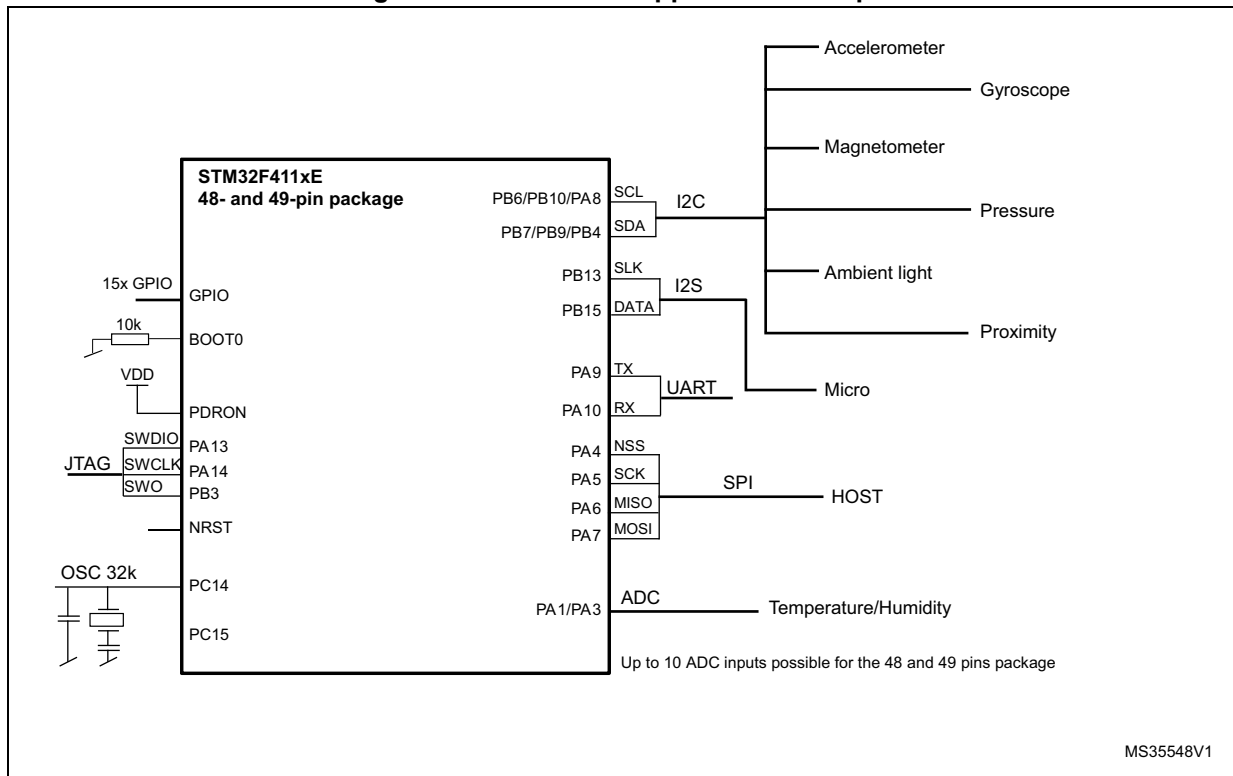 STM32F411xE
48- and 49-pin package
15x GPIO
GPIO
10k
BOOT0
VDD
PDRON
SWDIO
PA13
JTAG
SWCLK
PA14
SWO
PB3
NRST
OSC 32k
PC14
PC15
PB6/PB10/PA8
SCL
I2C
PB7/PB9/PB4
SDA
PB13
SLK
I2S
PB15
DATA
PA9
TX
UART
PA10
RX
PA4
NSS
PA5
SCK
SPI
HOST
PA6
MISO
PA7
MOSI
PA1/PA3
ADC
Temperature/Humidity
Up to 10 ADC inputs possible for the 48 and 49 pins package
Accelerometer
Gyroscope
Magnetometer
Pressure
Ambient light
Proximity
Micro
MS35548V1